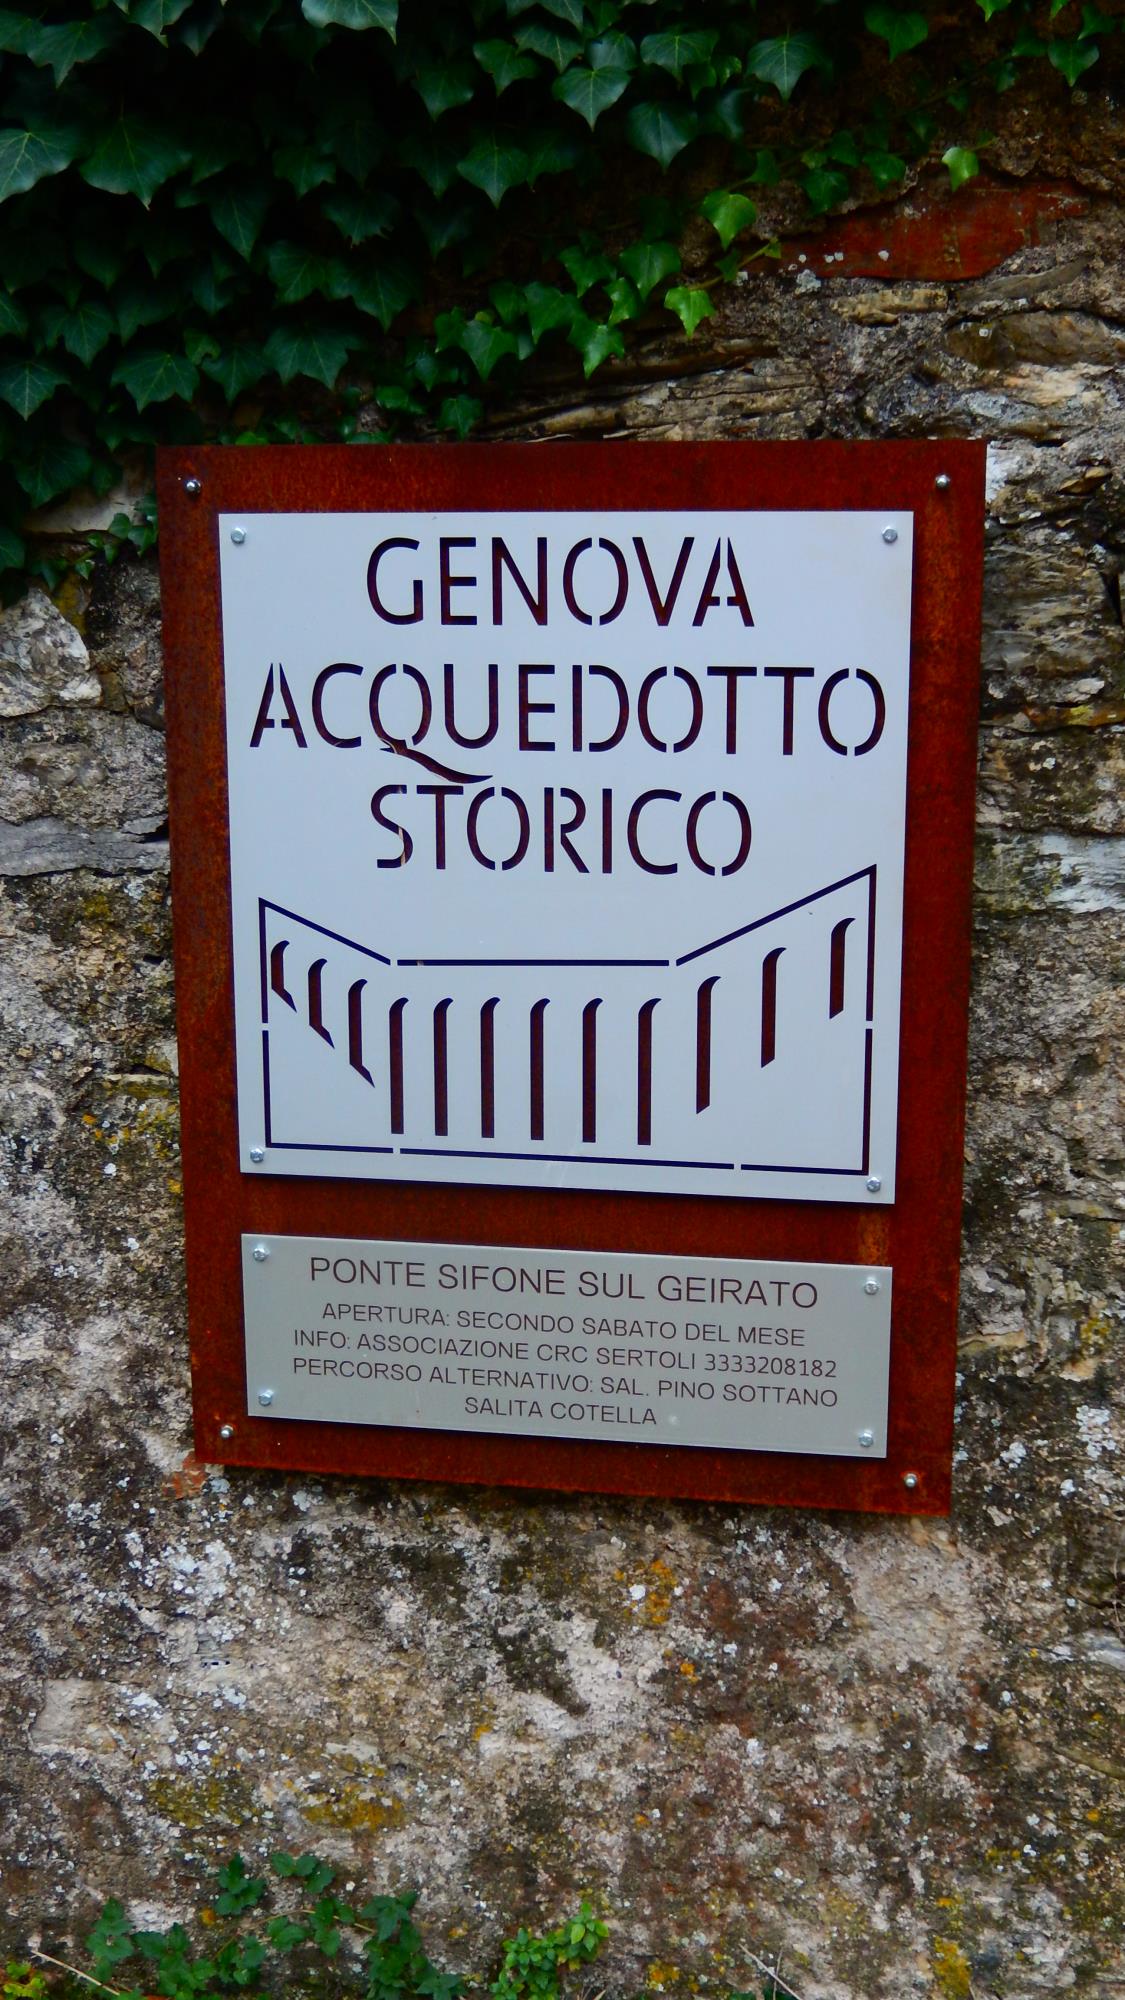 GENOVA
ACQUEDOTTO
STORICO
PONTE SIFONE SUL GEIRATO
APERTURA: SECONDO SABATO DEL MESE
INFO: ASSOCIAZIONE CRC SERTOLI 3333208182
PERCORSO ALTERNATIVO: SAL. PINO SOTTANO
SALITA COTELLA